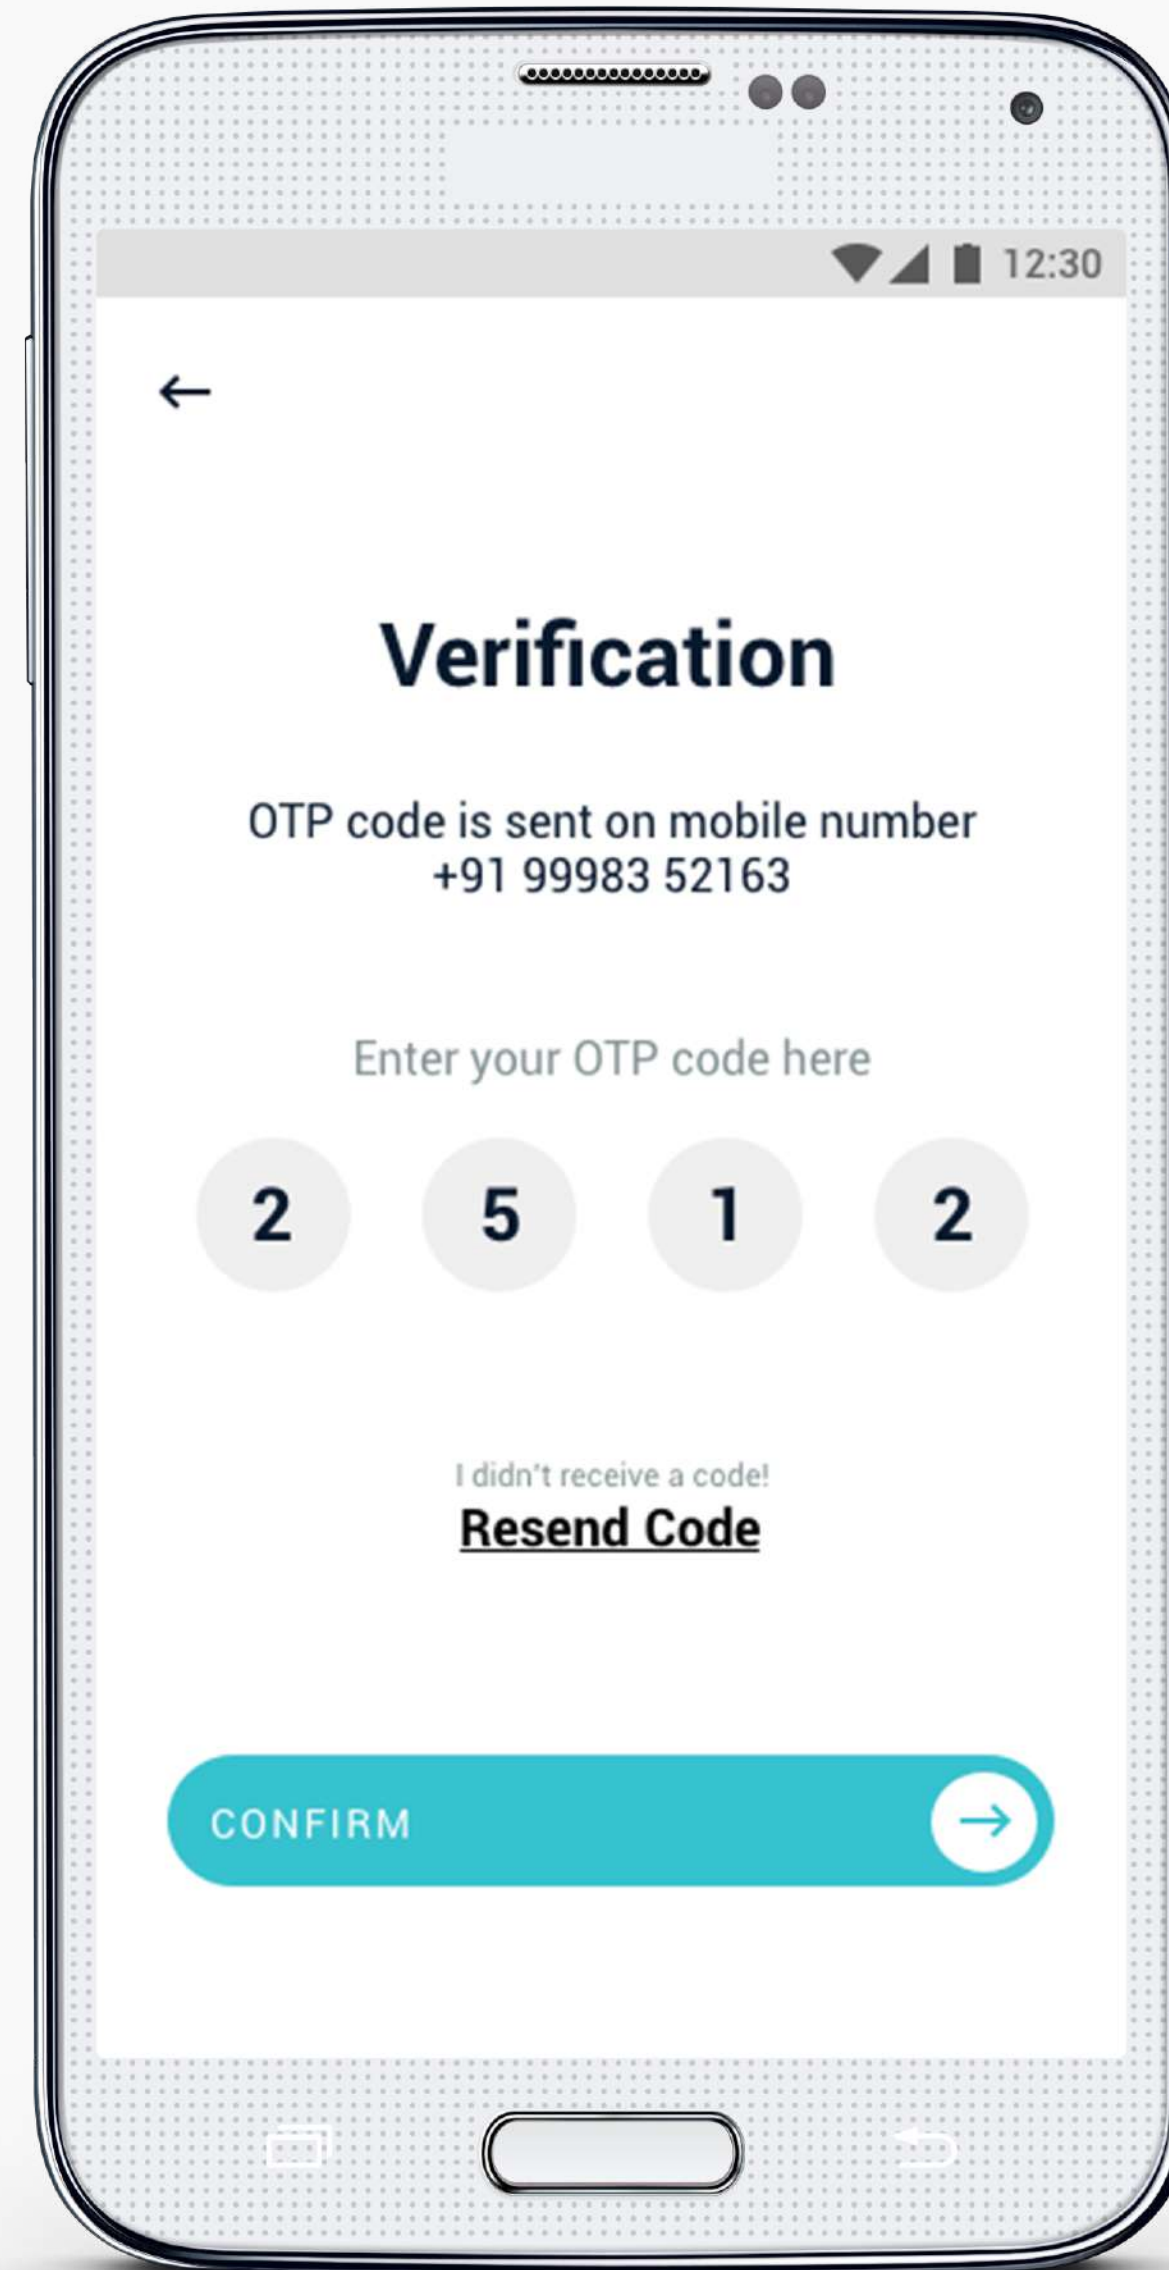 12:30
Verification
OTP code is sent on mobile number
+91 99983 52163
Enter your OTP code here
2 5 1 2
I didn't receive a code!
Resend Code
CONFIRM